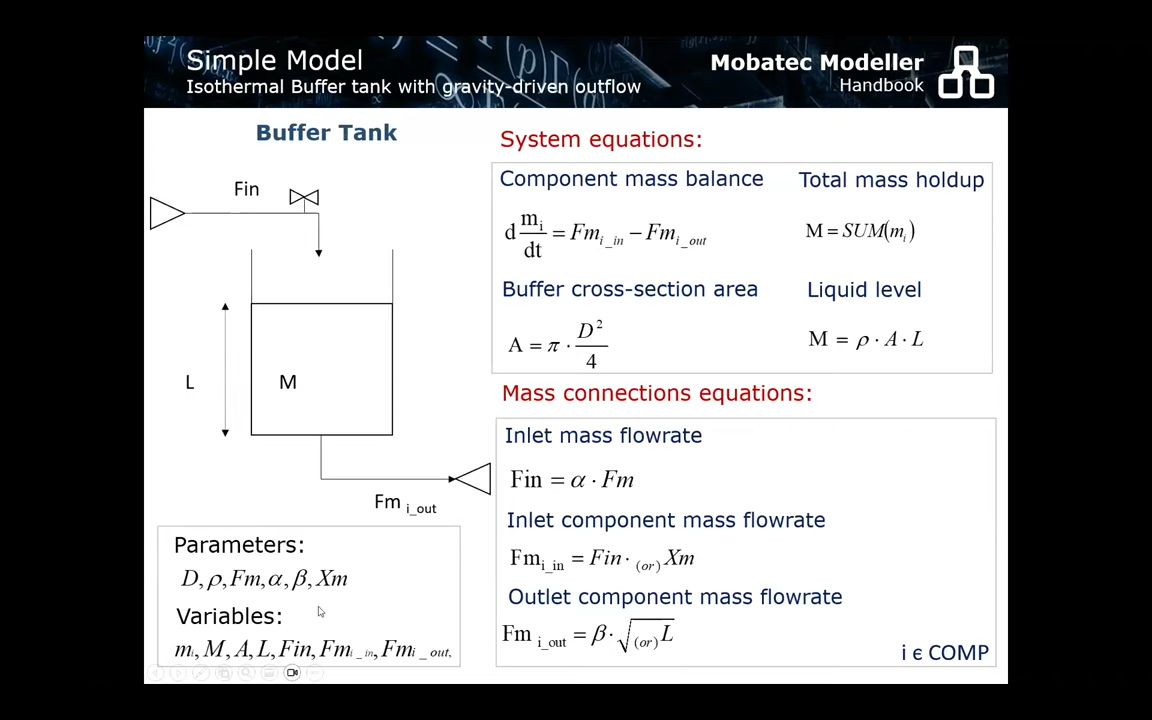 Simple Model
Isothermal Buffer tank with gravity-driven outflow
Mobatec Modeller
Handbook
Buffer Tank
Fin
L
M
Fm i_out
Parameters:
D, ρ, Fm, α, β, Xm
Variables:
mᵢ, M, A, L, Fin, Fmi_in, Fmi_out,
System equations:
Component mass balance
d mi/dt = Fmi_in − Fmi_out
Total mass holdup
M = SUM(mi)
Buffer cross-section area
A = π · D²/4
Liquid level
M = ρ · A · L
Mass connections equations:
Inlet mass flowrate
Fin = α · Fm
Inlet component mass flowrate
Fmi_in = Fin · (or) Xm
Outlet component mass flowrate
Fm i_out = β · √(or) L
i є COMP